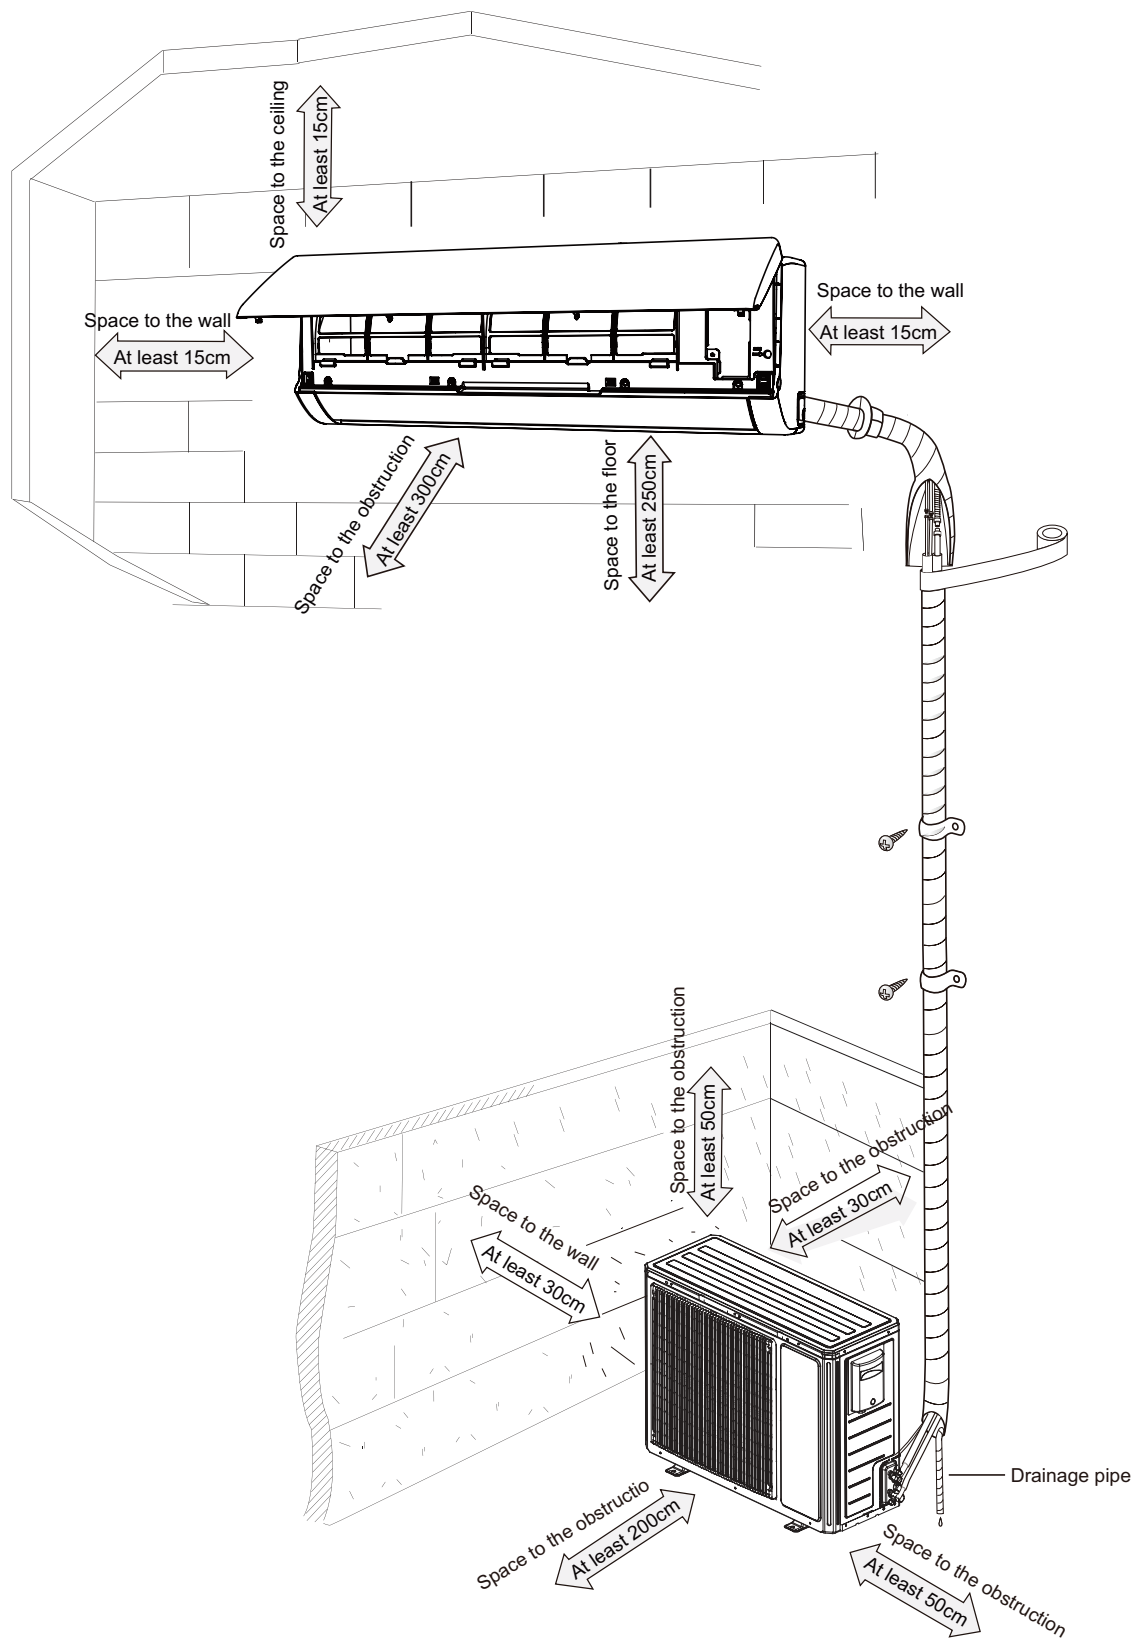 Space to the ceiling
At least 15cm
Space to the wall
At least 15cm
Space to the wall
At least 15cm
Space to the obstruction
At least 300cm
Space to the floor
At least 250cm
Space to the obstruction
At least 50cm
Space to the obstruction
At least 30cm
Space to the wall
At least 30cm
Drainage pipe
Space to the obstructio
At least 200cm
Space to the obstruction
At least 50cm